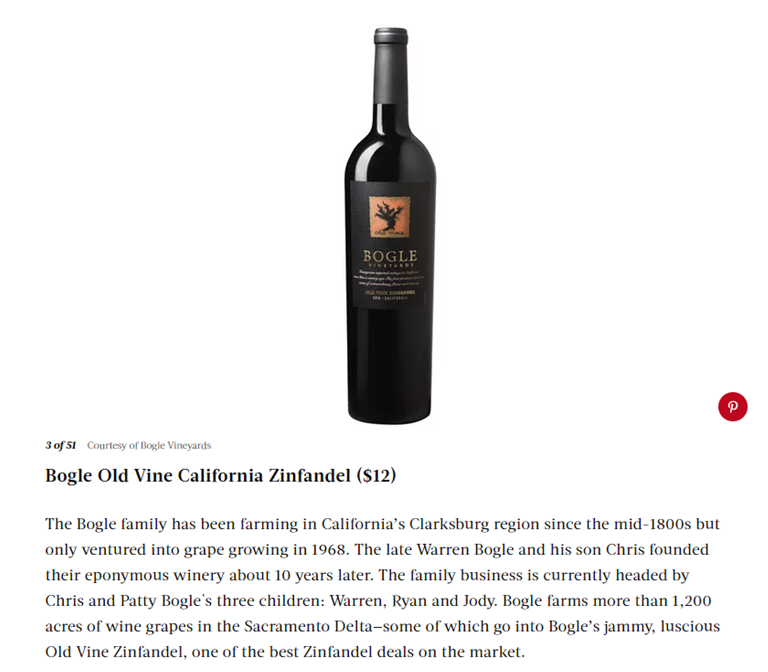 old vine
BOGLE
VINEYARDS
OLD VINE ZINFANDEL
CALIFORNIA
3 of 51 Courtesy of Bogle Vineyards
Bogle Old Vine California Zinfandel ($12)
The Bogle family has been farming in California’s Clarksburg region since the mid-1800s but
only ventured into grape growing in 1968. The late Warren Bogle and his son Chris founded
their eponymous winery about 10 years later. The family business is currently headed by
Chris and Patty Bogle's three children: Warren, Ryan and Jody. Bogle farms more than 1,200
acres of wine grapes in the Sacramento Delta—some of which go into Bogle’s jammy, luscious
Old Vine Zinfandel, one of the best Zinfandel deals on the market.